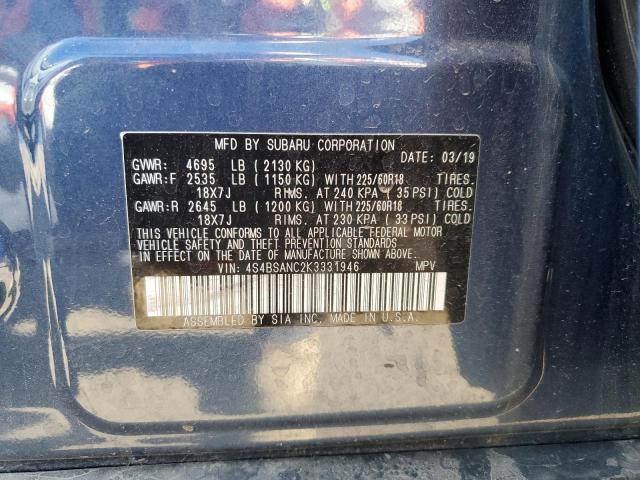 MFD BY SUBARU CORPORATION
GVWR: 4695 LB ( 2130 KG) DATE: 03/19
GAWR:F 2535 LB ( 1150 KG) WITH 225/60R18 TIRES.
18X7J RIMS. AT 240 KPA ( 35 PSI) COLD
GAWR:R 2645 LB ( 1200 KG) WITH 225/60R18 TIRES.
18X7J RIMS. AT 230 KPA ( 33 PSI) COLD
THIS VEHICLE CONFORMS TO ALL APPLICABLE FEDERAL MOTOR
VEHICLE SAFETY AND THEFT PREVENTION STANDARDS
IN EFFECT ON THE DATE OF MANUFACTURE SHOWN ABOVE.
VIN: 4S4BSANC2K3331946 MPV
ASSEMBLED BY SIA INC. MADE IN U.S.A.